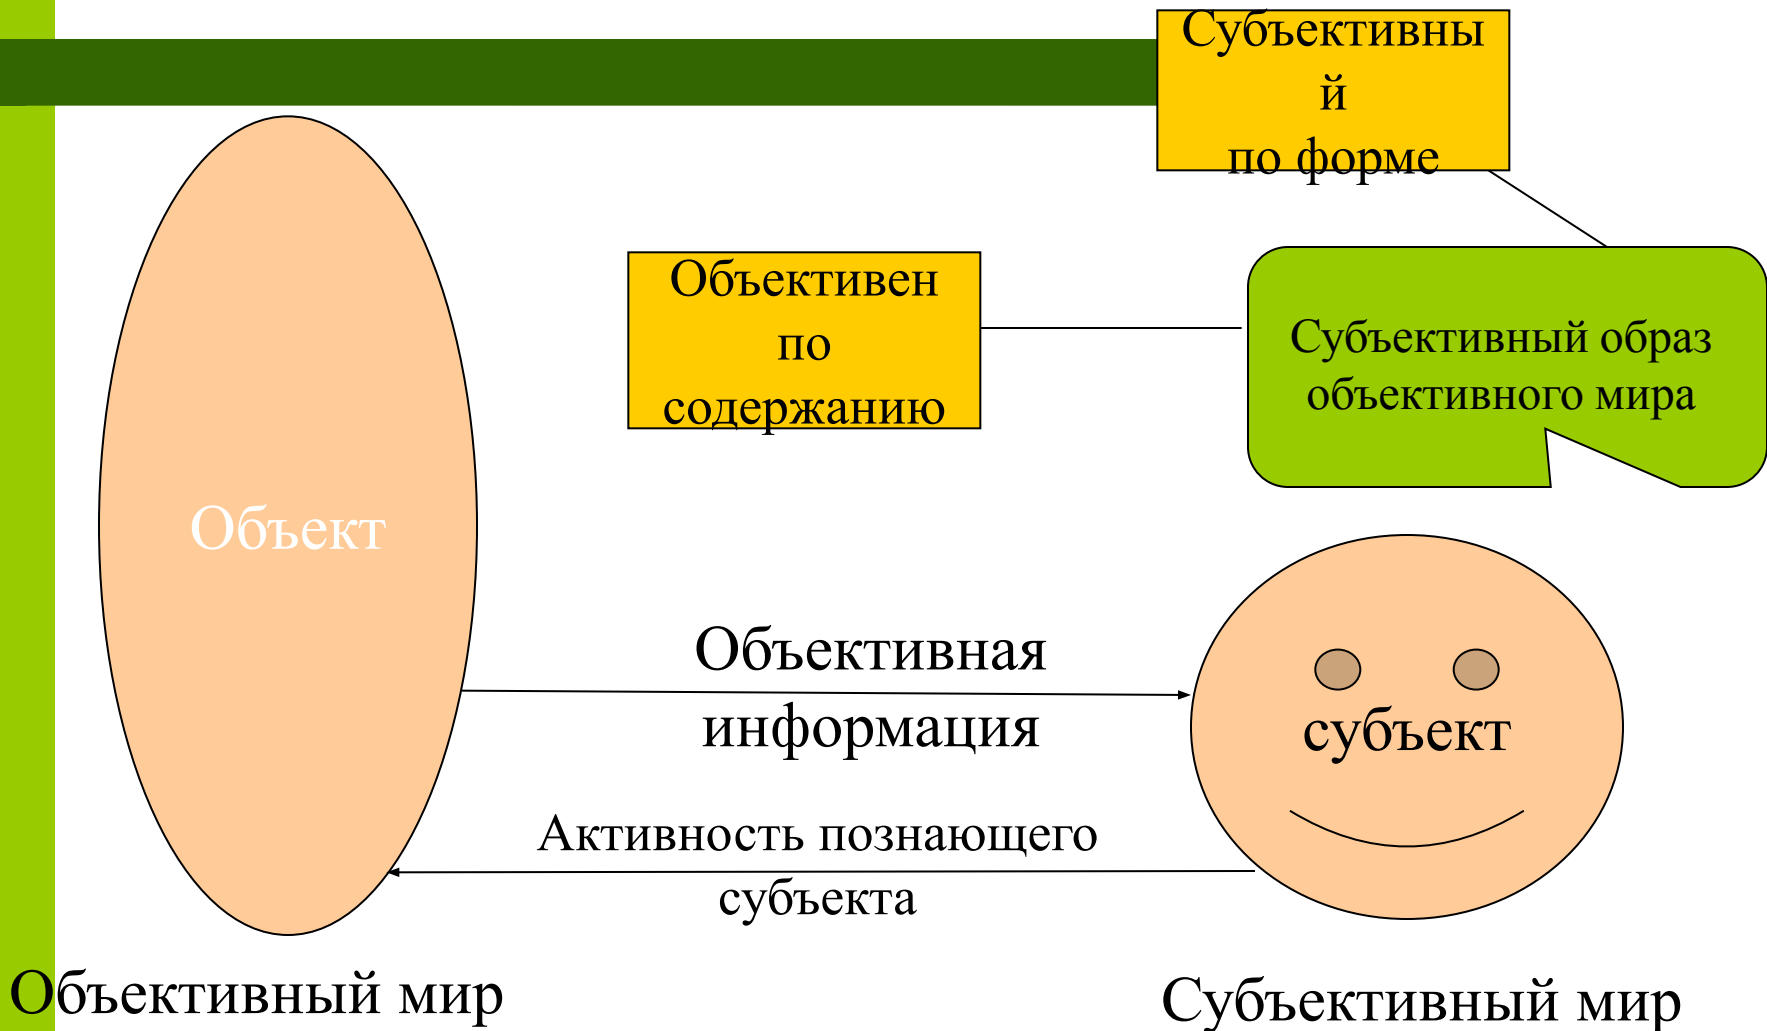 Субъективны
й
по форме
Объективен
по
содержанию
Субъективный образ
объективного мира
Объект
Объективная
информация
субъект
Активность познающего
субъекта
Объективный мир
Субъективный мир